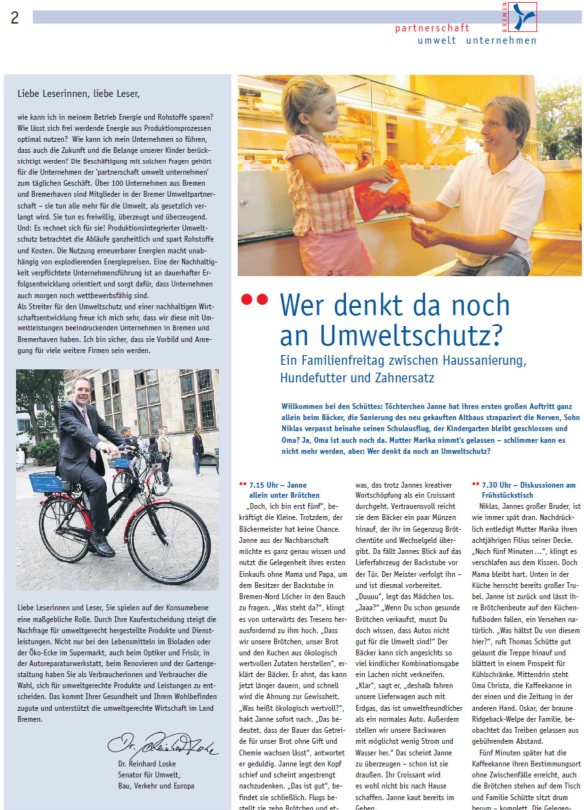 2
BREMEN
partnerschaft
umwelt unternehmen
Liebe Leserinnen, liebe Leser,
wie kann ich in meinem Betrieb Energie und Rohstoffe sparen?
Wie lässt sich frei werdende Energie aus Produktionsprozessen
optimal nutzen? Wie kann ich mein Unternehmen so führen,
dass auch die Zukunft und die Belange unserer Kinder berück-
sichtigt werden? Die Beschäftigung mit solchen Fragen gehört
für die Unternehmen der 'partnerschaft umwelt unternehmen'
zum täglichen Geschäft. Über 100 Unternehmen aus Bremen
und Bremerhaven sind Mitglieder in der Bremer Umweltpartner-
schaft – sie tun alle mehr für die Umwelt, als gesetzlich ver-
langt wird. Sie tun es freiwillig, überzeugt und überzeugend.
Und: Es rechnet sich für sie! Produktionsintegrierter Umwelt-
schutz betrachtet die Abläufe ganzheitlich und spart Rohstoffe
und Kosten. Die Nutzung erneuerbarer Energien macht unab-
hängig von explodierenden Energiepreisen. Eine der Nachhaltig-
keit verpflichtete Unternehmensführung ist an dauerhafter Er-
folgsentwicklung orientiert und sorgt dafür, dass Unternehmen
auch morgen noch wettbewerbsfähig sind.
Als Streiter für den Umweltschutz und einer nachhaltigen Wirt-
schaftsentwicklung freue ich mich sehr, dass wir diese mit Um-
weltleistungen beeindruckenden Unternehmen in Bremen und
Bremerhaven haben. Ich bin sicher, dass sie Vorbild und Anre-
gung für viele weitere Firmen sein werden.
Liebe Leserinnen und Leser, Sie spielen auf der Konsumebene
eine maßgebliche Rolle. Durch Ihre Kaufentscheidung steigt die
Nachfrage für umweltgerecht hergestellte Produkte und Dienst-
leistungen. Nicht nur bei den Lebensmitteln im Bioladen oder
der Öko-Ecke im Supermarkt, auch beim Optiker und Frisör, in
der Autoreparaturwerkstatt, beim Renovieren und der Gartenge-
staltung haben Sie als Verbraucherinnen und Verbraucher die
Wahl, sich für umweltgerechte Produkte und Leistungen zu ent-
scheiden. Das kommt Ihrer Gesundheit und Ihrem Wohlbefinden
zugute und unterstützt die umweltgerechte Wirtschaft im Land
Bremen.
Dr. Reinhard Loske
Dr. Reinhard Loske
Senator für Umwelt,
Bau, Verkehr und Europa
Wer denkt da noch
an Umweltschutz?
Ein Familienfreitag zwischen Haussanierung,
Hundefutter und Zahnersatz
Willkommen bei den Schüttes: Töchterchen Janne hat ihren ersten großen Auftritt ganz
allein beim Bäcker, die Sanierung des neu gekauften Altbaus strapaziert die Nerven, Sohn
Niklas verpasst beinahe seinen Schulausflug, der Kindergarten bleibt geschlossen und
Oma? Ja, Oma ist auch noch da. Mutter Marika nimmt's gelassen – schlimmer kann es
nicht mehr werden, aber: Wer denkt da noch an Umweltschutz?
7.15 Uhr – Janne
allein unter Brötchen
„Doch, ich bin erst fünf“, be-
kräftigt die Kleine. Trotzdem, der
Bäckermeister hat keine Chance.
Janne aus der Nachbarschaft
möchte es ganz genau wissen und
nutzt die Gelegenheit ihres ersten
Einkaufs ohne Mama und Papa, um
dem Besitzer der Backstube in
Bremen-Nord Löcher in den Bauch
zu fragen. „Was steht da?“, klingt
es von unterwärts des Tresens her-
ausfordernd zu ihm hoch. „Dass
wir unsere Brötchen, unser Brot
und den Kuchen aus ökologisch
wertvollen Zutaten herstellen“, er-
klärt der Bäcker. Er ahnt, das kann
jetzt länger dauern, und schnell
wird die Ahnung zur Gewissheit.
„Was heißt ökologisch wertvoll?“,
hakt Janne sofort nach. „Das be-
deutet, dass der Bauer das Getrei-
de für unser Brot ohne Gift und
Chemie wachsen lässt“, antwortet
er geduldig. Janne legt den Kopf
schief und scheint angestrengt
nachzudenken. „Das ist gut“, be-
findet sie schließlich. Flugs be-
stellt sie zehn Brötchen und et-
was, das trotz Jannes kreativer
Wortschöpfung als ein Croissant
durchgeht. Vertrauensvoll reicht
sie dem Bäcker ein paar Münzen
hinauf, der ihr im Gegenzug Bröt-
chentüte und Wechselgeld über-
gibt. Da fällt Jannes Blick auf das
Lieferfahrzeug der Backstube vor
der Tür. Der Meister verfolgt ihn –
und ist diesmal vorbereitet.
„Duuuu“, legt das Mädchen los.
„Jaaa?“ „Wenn Du schon gesunde
Brötchen verkaufst, musst Du
doch wissen, dass Autos nicht
gut für die Umwelt sind!“ Der
Bäcker kann sich angesichts so
viel kindlicher Kombinationsgabe
ein Lachen nicht verkneifen.
„Klar“, sagt er, „deshalb fahren
unsere Lieferwagen auch mit
Erdgas, das ist umweltfreundlicher
als ein normales Auto. Außerdem
stellen wir unsere Backwaren
mit möglichst wenig Strom und
Wasser her.“ Das scheint Janne
zu überzeugen – schon ist sie
draußen. Ihr Croissant wird
es wohl nicht bis nach Hause
schaffen. Janne kaut bereits im
Gehen.
7.30 Uhr – Diskussionen am
Frühstückstisch
Niklas, Jannes großer Bruder, ist
wie immer spät dran. Nachdrück-
lich entledigt Mutter Marika ihren
achtjährigen Filius seiner Decke.
„Noch fünf Minuten ...“, klingt es
verschlafen aus dem Kissen. Doch
Mama bleibt hart. Unten in der
Küche herrscht bereits großer Tru-
bel. Janne ist zurück und lässt ih-
re Brötchenbeute auf den Küchen-
fußboden fallen, ein Versehen na-
türlich. „Was hältst Du von diesem
hier?“, ruft Thomas Schütte gut
gelaunt die Treppe hinauf und
blättert in einem Prospekt für
Kühlschränke. Mittendrin steht
Oma Christa, die Kaffeekanne in
der einen und die Zeitung in der
anderen Hand. Oskar, der braune
Ridgeback-Welpe der Familie, be-
obachtet das Treiben gelassen aus
gebührendem Abstand.
Fünf Minuten später hat die
Kaffeekanne ihren Bestimmungsort
ohne Zwischenfälle erreicht, auch
die Brötchen stehen auf dem Tisch
und Familie Schütte sitzt drum
herum – komplett. Die Gelegen-